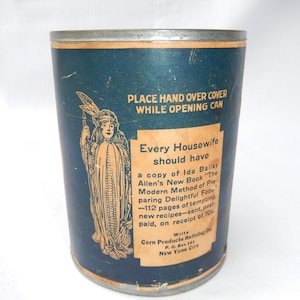 PLACE HAND OVER COVER
WHILE OPENING CAN
Every Housewife
should have
a copy of Ida Bailey
Allen's New Book "The
Modern Method of Pre-
paring Delightful Foods"
—112 pages of tempting,
new recipes—sent, post-
paid, on receipt of 10c.
Write
Corn Products Refining Co.
P. O. Box 161
New York City